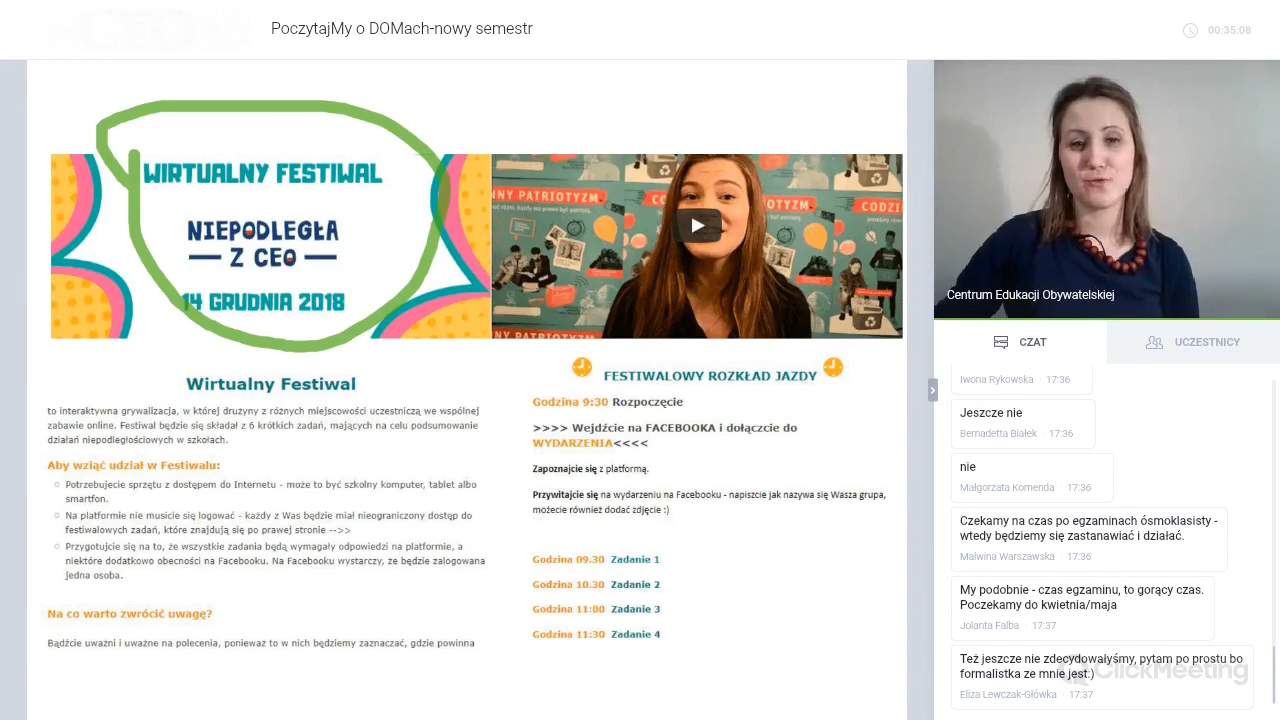 PoczytajMy o DOMach-nowy semestr
00:35:08
WIRTUALNY FESTIWAL
NIEPODLEGŁA
Z CEO
14 GRUDNIA 2018
NNY PATRIOTYZM
CODZI
Wirtualny Festiwal
to interaktywna grywalizacja, w której drużyny z różnych miejscowości uczestniczą we wspólnej
zabawie online. Festiwal będzie się składał z 6 krótkich zadań, mających na celu podsumowanie
działań niepodległościowych w szkołach.
Aby wziąć udział w Festiwalu:
Potrzebujecie sprzętu z dostępem do Internetu - może to być szkolny komputer, tablet albo
smartfon.
Na platformie nie musicie się logować - każdy z Was będzie miał nieograniczony dostęp do
festiwalowych zadań, które znajdują się po prawej stronie -->>
Przygotujcie się na to, że wszystkie zadania będą wymagały odpowiedzi na platformie, a
niektóre dodatkowo obecności na Facebooku. Na Facebooku wystarczy, że będzie zalogowana
jedna osoba.
Na co warto zwrócić uwagę?
Bądźcie uważni i uważne na polecenia, ponieważ to w nich będziemy zaznaczać, gdzie powinna
FESTIWALOWY ROZKŁAD JAZDY
Godzina 9:30 Rozpoczęcie
>>>> Wejdźcie na FACEBOOKA i dołączcie do
WYDARZENIA<<<<
Zapoznajcie się z platformą.
Przywitajcie się na wydarzeniu na Facebooku - napiszcie jak nazywa się Wasza grupa,
możecie również dodać zdjęcie :)
Godzina 09.30 Zadanie 1
Godzina 10.30 Zadanie 2
Godzina 11:00 Zadanie 3
Godzina 11:30 Zadanie 4
Centrum Edukacji Obywatelskiej
CZAT
UCZESTNICY
Iwona Rykowska · 17:36
Jeszcze nie
Bernadetta Białek · 17:36
nie
Małgorzata Komenda · 17:36
Czekamy na czas po egzaminach ósmoklasisty -
wtedy będziemy się zastanawiać i działać.
Malwina Warszawska · 17:36
My podobnie - czas egzaminu, to gorący czas.
Poczekamy do kwietnia/maja
Jolanta Falba · 17:37
Też jeszcze nie zdecydowałyśmy, pytam po prostu bo
formalistka ze mnie jest:)
Eliza Lewczak-Główka · 17:37
ClickMeeting